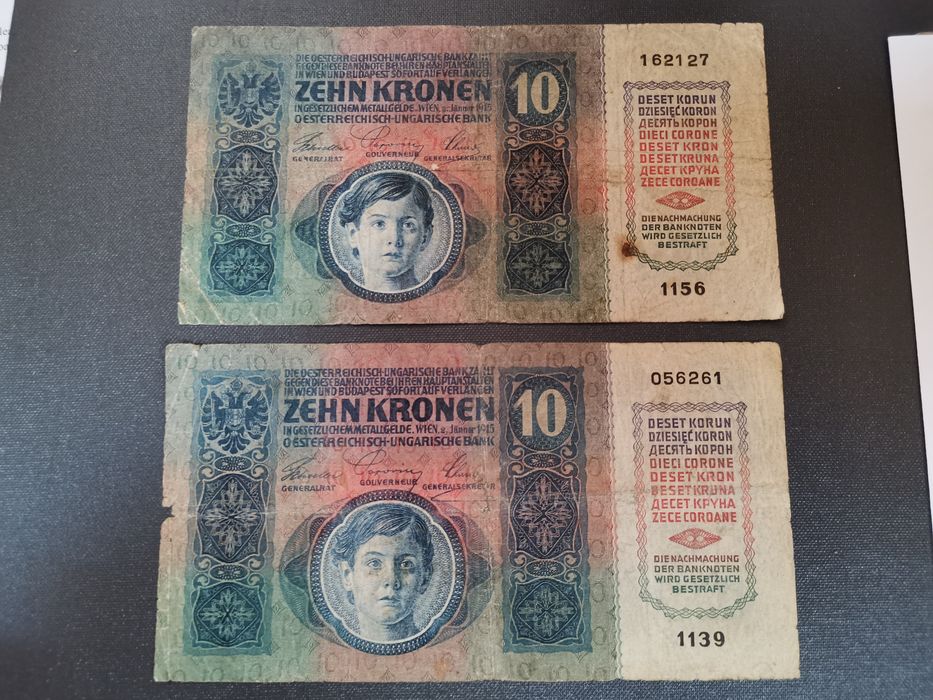 DIE OESTERREICHISCH-UNGARISCHE BANK ZAHLT
GEGEN DIESE BANKNOTE BEI IHREN HAUPTANSTALTEN
IN WIEN UND BUDAPEST SOFORT AUF VERLANGEN
ZEHN KRONEN
IN GESETZLICHEM METALLGELDE. WIEN, 2. Jänner 1915
OESTERREICHISCH-UNGARISCHE BANK
GENERALRAT
GOUVERNEUR
GENERALSEKRETÄR
10
162127
DESET KORUN
DZIESIĘĆ KORON
ДЕСЯТЬ КОРОН
DIECI CORONE
DESET KRON
DESET KRUNA
ДЕСЕТ КРУНА
ZECE COROANE
DIE NACHMACHUNG
DER BANKNOTEN
WIRD GESETZLICH
BESTRAFT
1156
DIE OESTERREICHISCH-UNGARISCHE BANK ZAHLT
GEGEN DIESE BANKNOTE BEI IHREN HAUPTANSTALTEN
IN WIEN UND BUDAPEST SOFORT AUF VERLANGEN
ZEHN KRONEN
IN GESETZLICHEM METALLGELDE. WIEN, 2. Jänner 1915
OESTERREICHISCH-UNGARISCHE BANK
GENERALRAT
GOUVERNEUR
GENERALSEKRETÄR
10
056261
DESET KORUN
DZIESIĘĆ KORON
ДЕСЯТЬ КОРОН
DIECI CORONE
DESET KRON
DESET KRUNA
ДЕСЕТ КРУНА
ZECE COROANE
DIE NACHMACHUNG
DER BANKNOTEN
WIRD GESETZLICH
BESTRAFT
1139